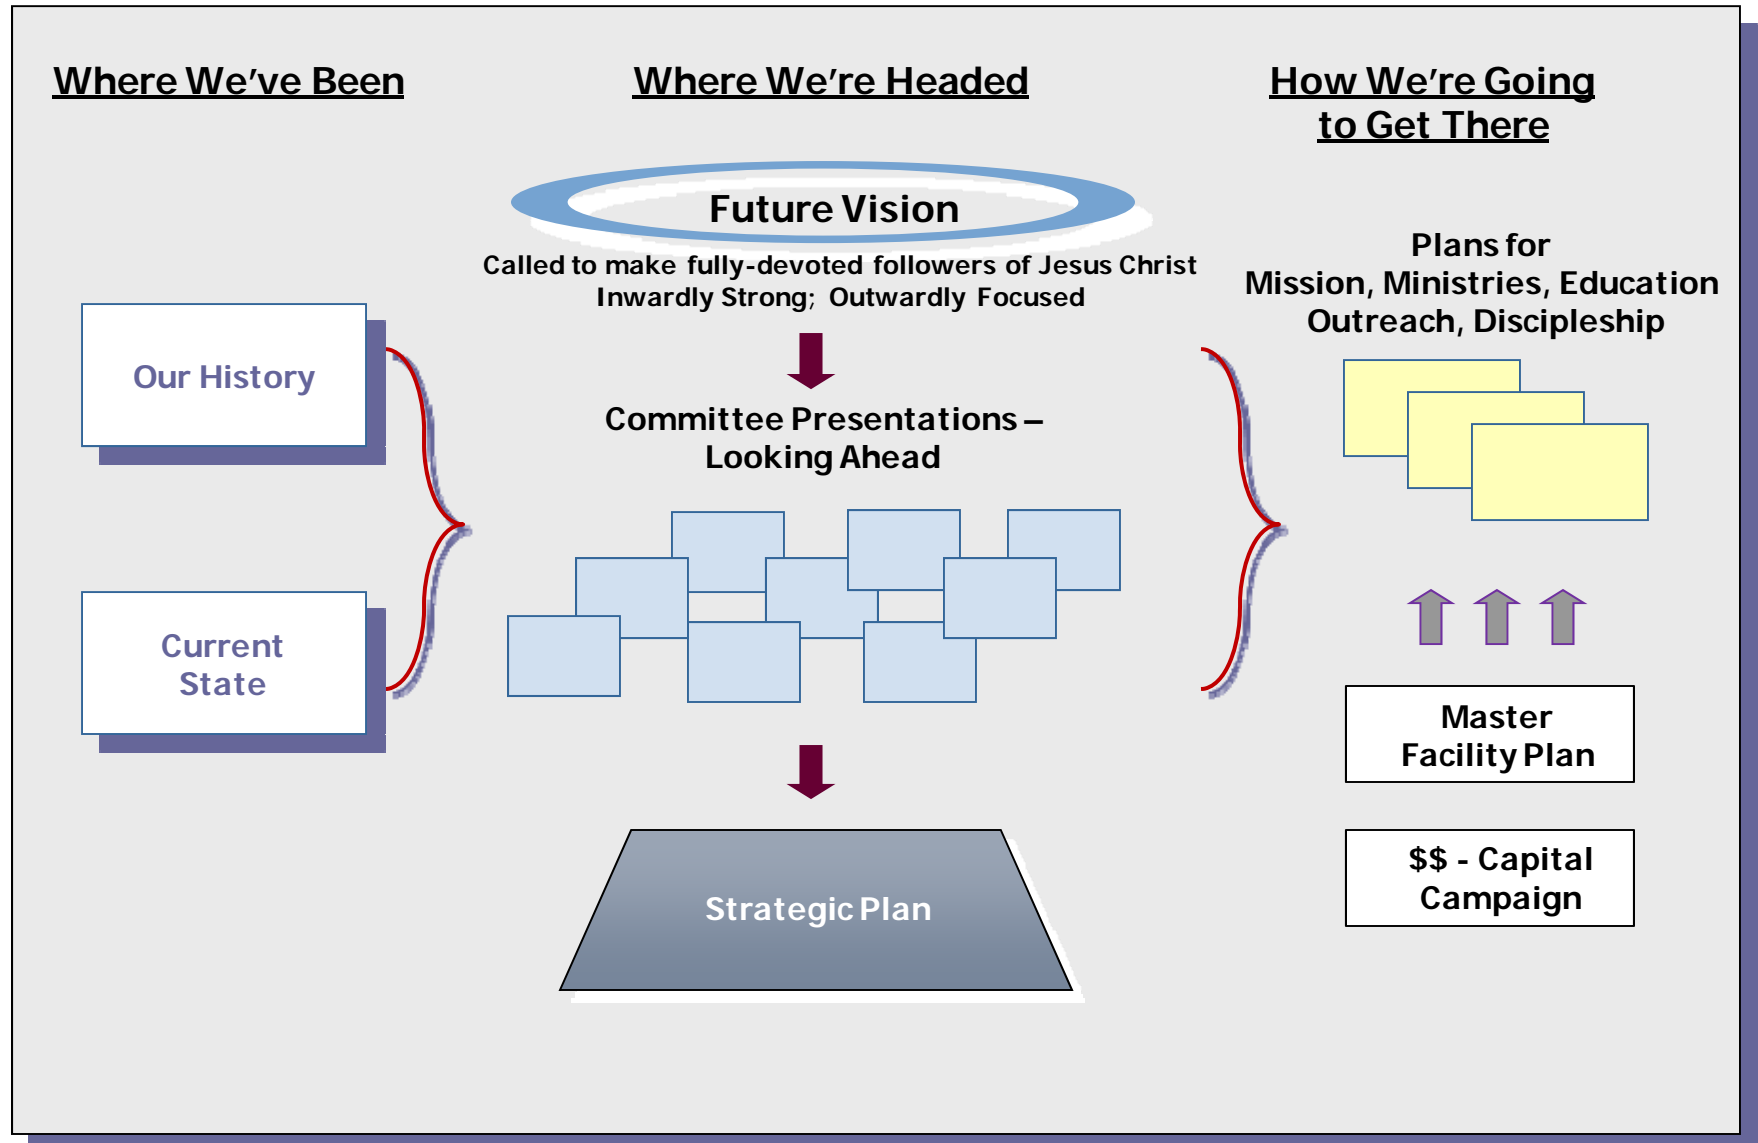 Where We've Been
Our History
Current
State
Where We're Headed
Future Vision
Called to make fully-devoted followers of Jesus Christ
Inwardly Strong; Outwardly Focused
Committee Presentations –
Looking Ahead
Strategic Plan
How We're Going
to Get There
Plans for
Mission, Ministries, Education
Outreach, Discipleship
Master
Facility Plan
$$ - Capital
Campaign